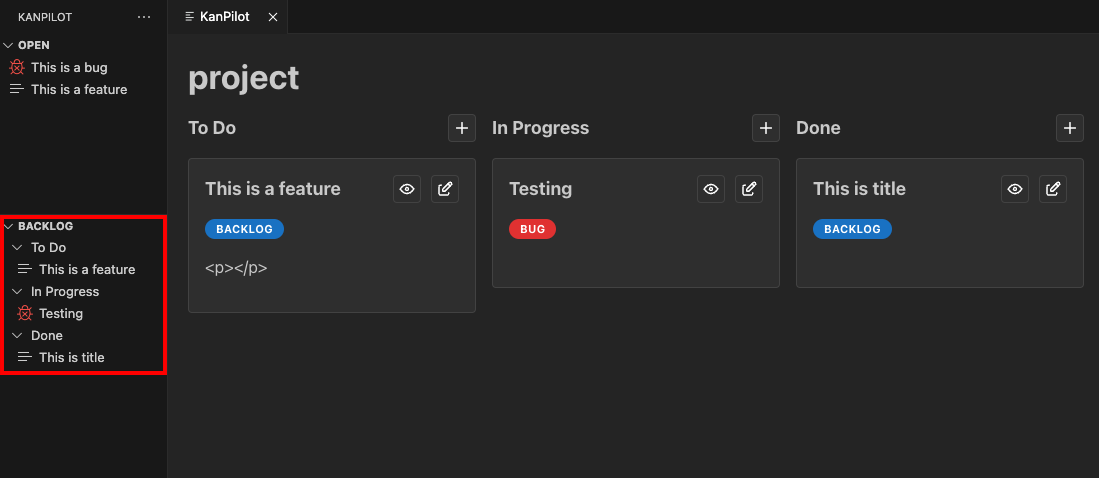 KANPILOT
OPEN
This is a bug
This is a feature
BACKLOG
To Do
This is a feature
In Progress
Testing
Done
This is title
KanPilot
project
To Do
This is a feature
BACKLOG
<p></p>
In Progress
Testing
BUG
Done
This is title
BACKLOG